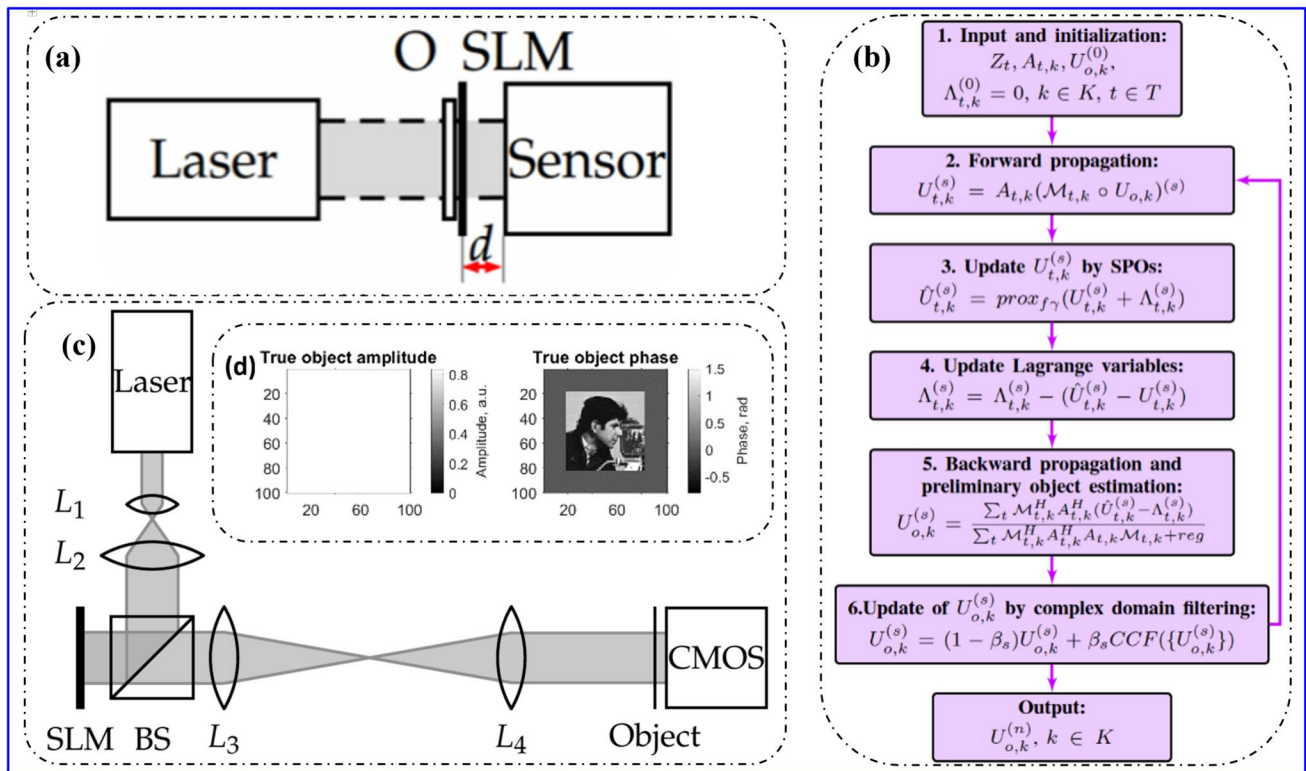 (a)
O SLM
Laser
Sensor
d
(b)
1. Input and initialization:
Z_t, A_{t,k}, U_{o,k}^{(0)},
Λ_{t,k}^{(0)} = 0, k ∈ K, t ∈ T
2. Forward propagation:
U_{t,k}^{(s)} = A_{t,k}(M_{t,k} ∘ U_{o,k})^{(s)}
3. Update U_{t,k}^{(s)} by SPOs:
Û_{t,k}^{(s)} = prox_{fγ}(U_{t,k}^{(s)} + Λ_{t,k}^{(s)})
4. Update Lagrange variables:
Λ_{t,k}^{(s)} = Λ_{t,k}^{(s)} − (Û_{t,k}^{(s)} − U_{t,k}^{(s)})
5. Backward propagation and
preliminary object estimation:
U_{o,k}^{(s)} = \frac{∑_t M_{t,k}^H A_{t,k}^H (Û_{t,k}^{(s)} − Λ_{t,k}^{(s)})}{∑_t M_{t,k}^H A_{t,k}^H A_{t,k} M_{t,k} + reg}
6.Update of U_{o,k}^{(s)} by complex domain filtering:
U_{o,k}^{(s)} = (1 − β_s)U_{o,k}^{(s)} + β_s CCF({U_{o,k}^{(s)}})
Output:
U_{o,k}^{(n)}, k ∈ K
(c)
Laser
L_1
L_2
SLM
BS
L_3
L_4
Object
CMOS
(d)
True object amplitude
20
40
60
80
100
20 60 100
0.8
0.6
0.4
0.2
0
Amplitude, a.u.
True object phase
20
40
60
80
100
20 60 100
1.5
1
0.5
0
-0.5
Phase, rad